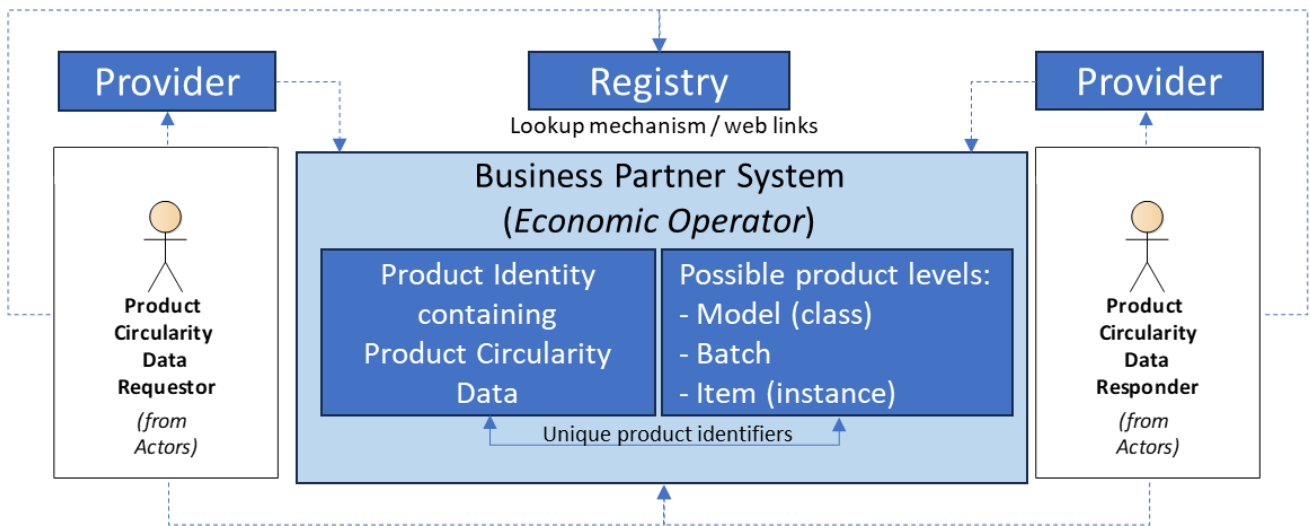 Provider
Registry
Provider
Lookup mechanism / web links
Business Partner System
(Economic Operator)
Product Identity
containing
Product Circularity
Data
Possible product levels:
- Model (class)
- Batch
- Item (instance)
Unique product identifiers
Product
Circularity
Data
Requestor
(from
Actors)
Product
Circularity
Data
Responder
(from
Actors)